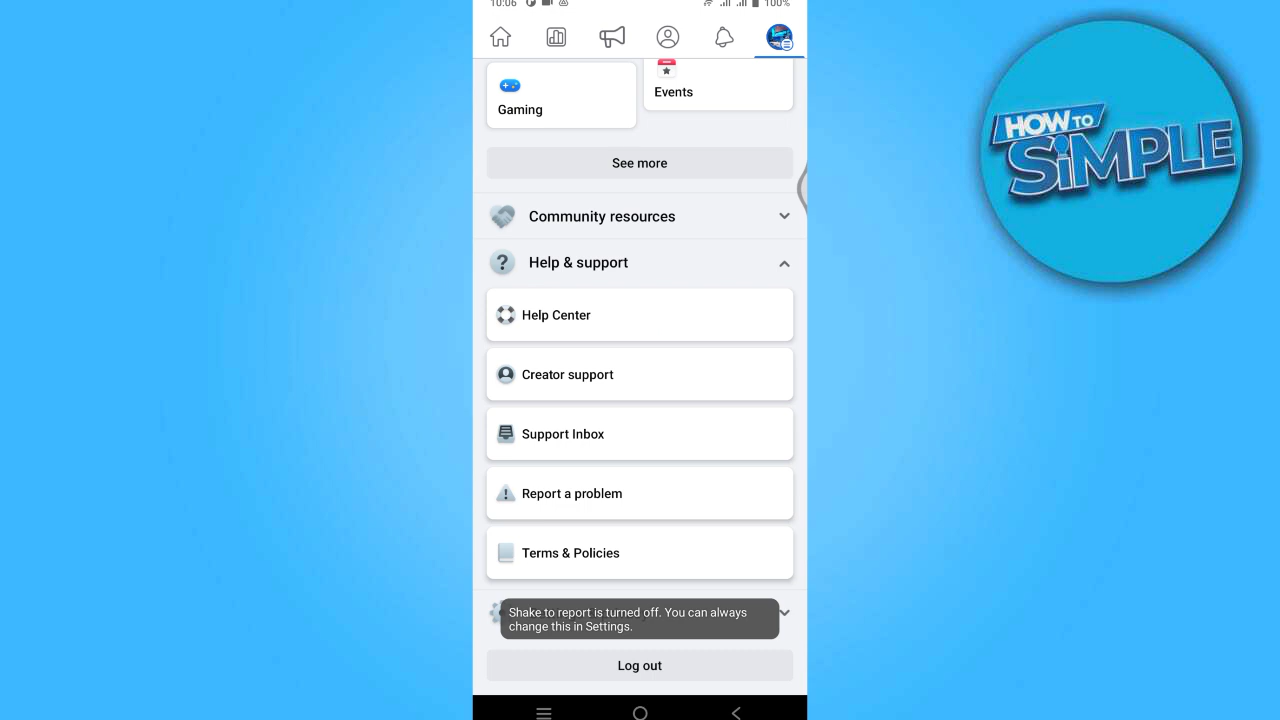 10:06
100%
HOW TO
SIMPLE
Gaming
Events
See more
Community resources
Help & support
Help Center
Creator support
Support Inbox
Report a problem
Terms & Policies
Shake to report is turned off. You can always
change this in Settings.
Log out